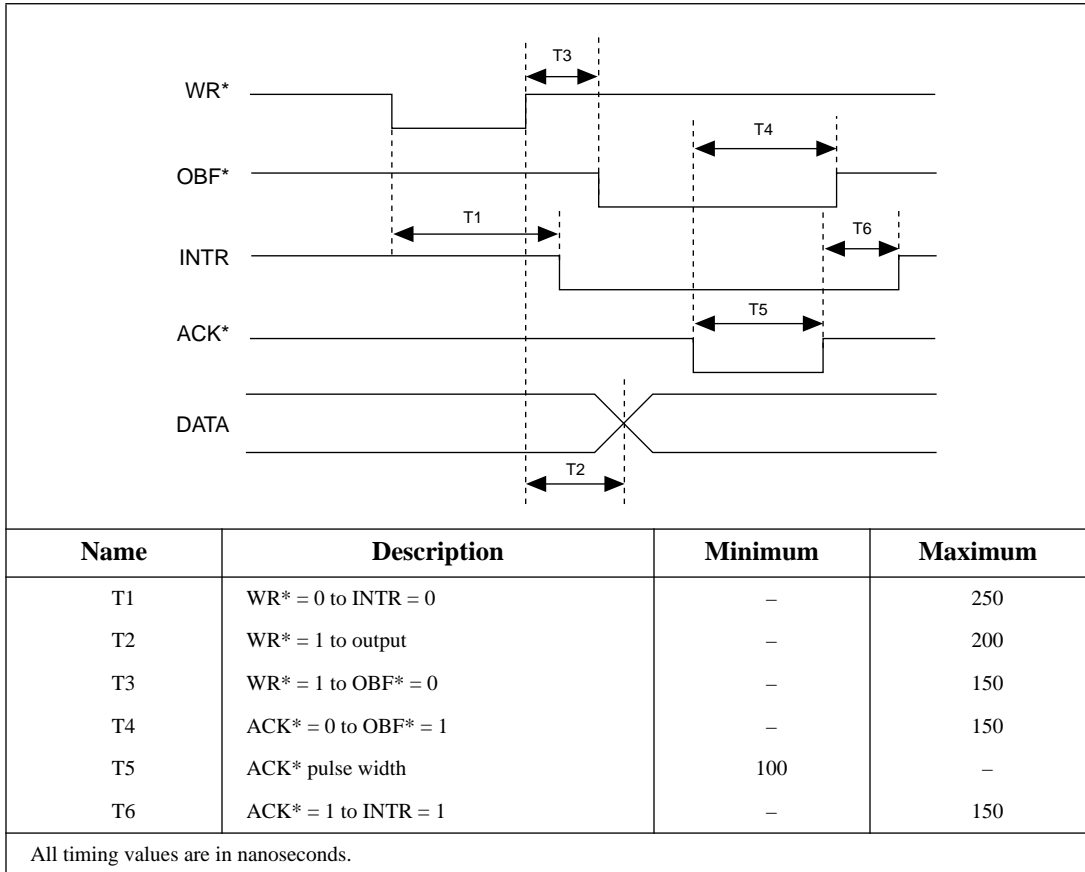 T3
WR*
T4
OBF*
T1
T6
INTR
T5
ACK*
DATA
T2
Name Description Minimum Maximum
T1 WR* = 0 to INTR = 0 – 250
T2 WR* = 1 to output – 200
T3 WR* = 1 to OBF* = 0 – 150
T4 ACK* = 0 to OBF* = 1 – 150
T5 ACK* pulse width 100 –
T6 ACK* = 1 to INTR = 1 – 150
All timing values are in nanoseconds.